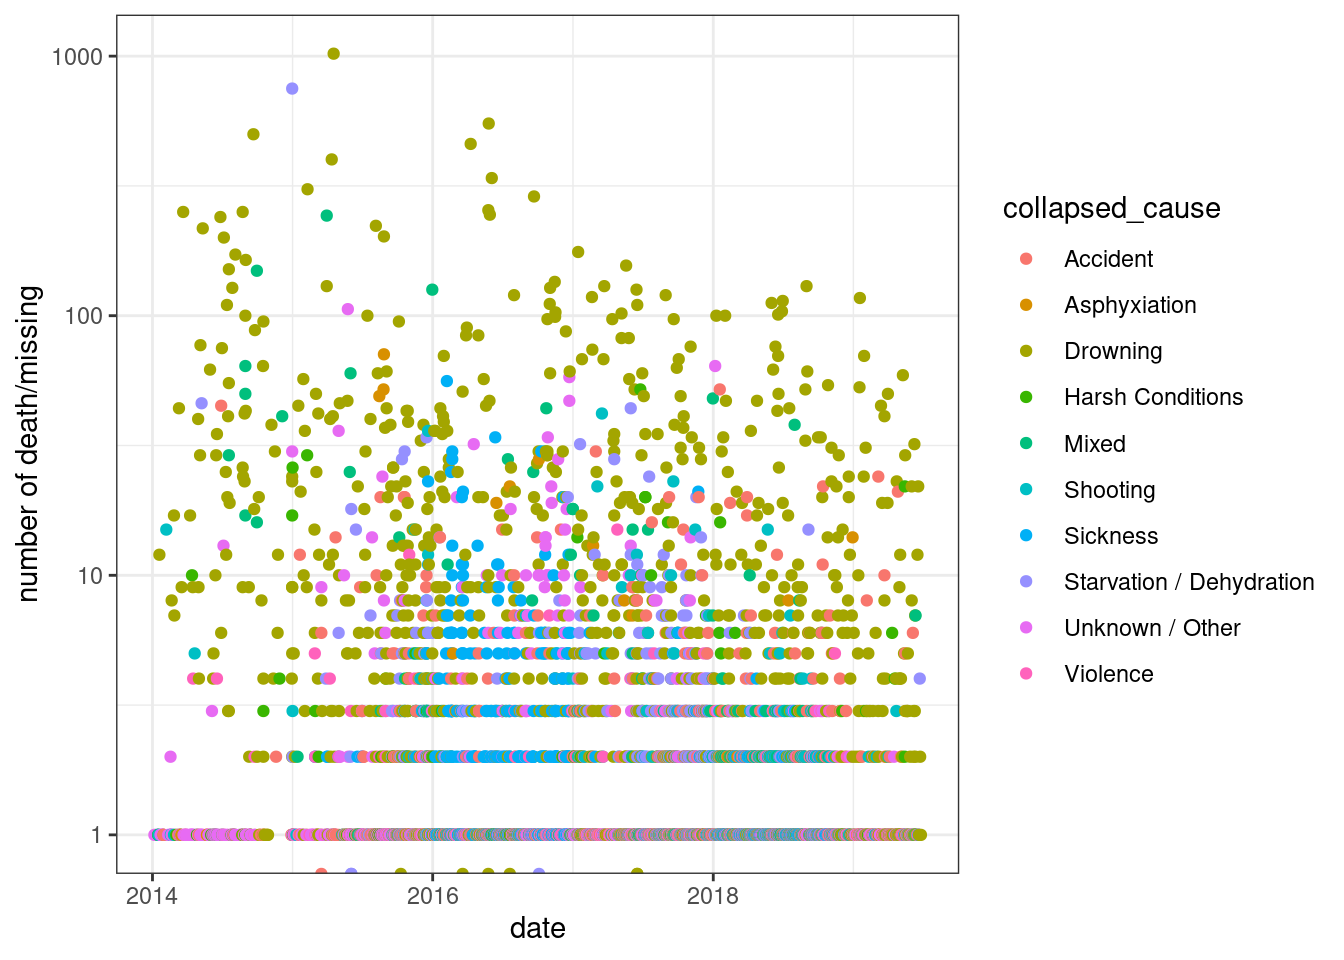 1000
100
10
1
number of death/missing
2014
2016
2018
date
collapsed_cause
Accident
Asphyxiation
Drowning
Harsh Conditions
Mixed
Shooting
Sickness
Starvation / Dehydration
Unknown / Other
Violence